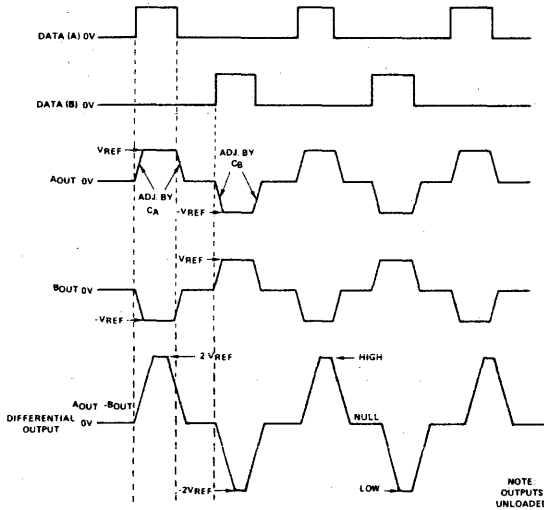 DATA (A) 0V
DATA (B) 0V
VREF
ADJ. BY
CB
AOUT 0V
ADJ. BY
CA
-VREF
VREF
BOUT 0V
-VREF
2 VREF
HIGH
AOUT -BOUT
DIFFERENTIAL 0V
OUTPUT
NULL
-2VREF
LOW
NOTE:
OUTPUTS
UNLOADED